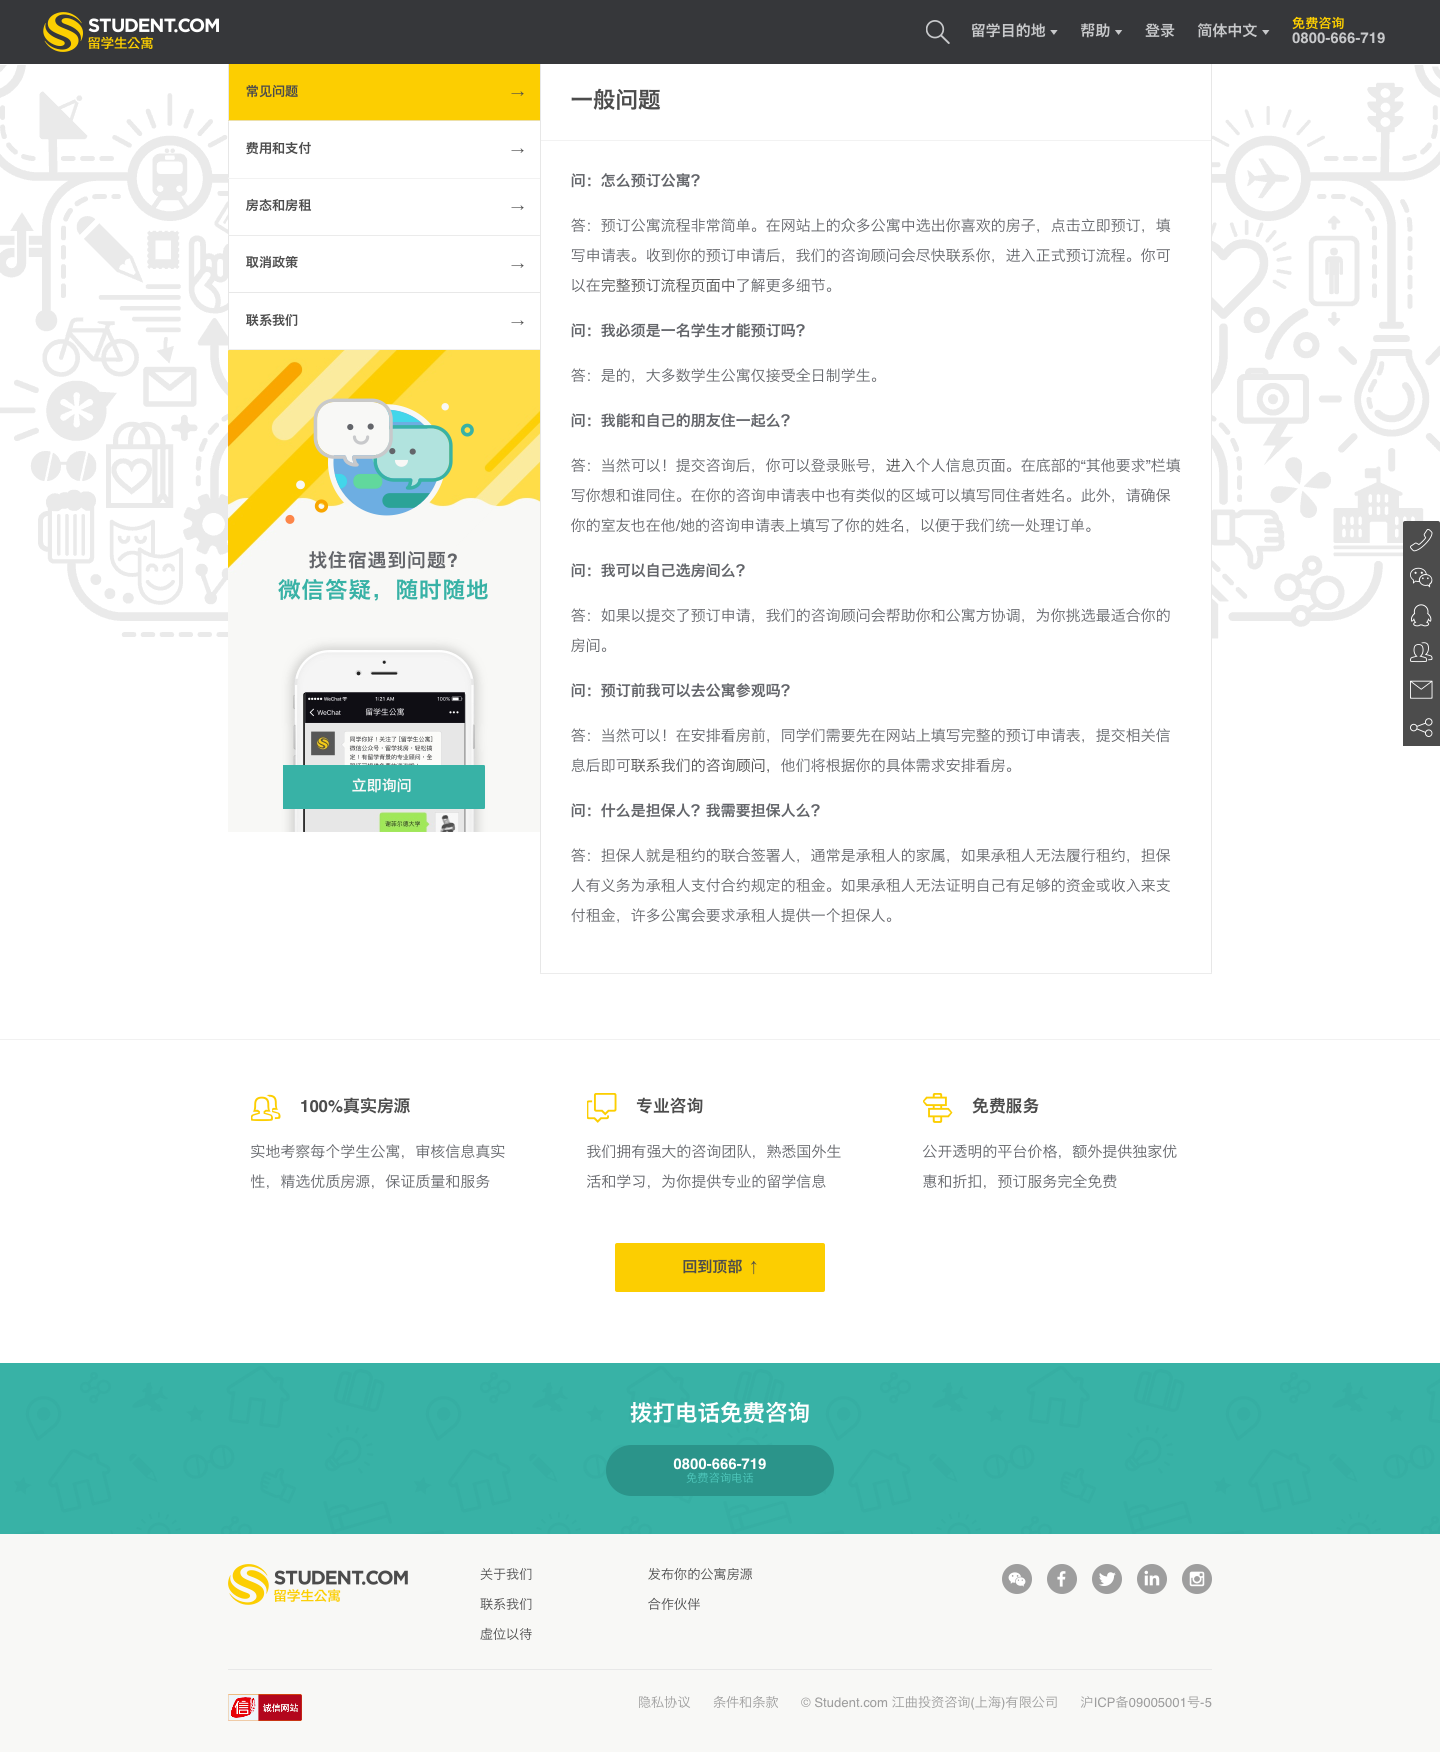 STUDENT.COM
留学生公寓
留学目的地
帮助
登录
简体中文
免费咨询
0800-666-719
常见问题 →
费用和支付 →
房态和房租 →
取消政策 →
联系我们 →
找住宿遇到问题?
微信答疑，随时随地
WeChat 1:21 AM 100%
WeChat 留学生公寓
同学你好！关注了 [留学生公寓]
立即询问
谢菲尔德大学
一般问题
问：怎么预订公寓？
答：预订公寓流程非常简单。在网站上的众多公寓中选出你喜欢的房子，点击立即预订，填
写申请表。收到你的预订申请后，我们的咨询顾问会尽快联系你，进入正式预订流程。你可
以在完整预订流程页面中了解更多细节。
问：我必须是一名学生才能预订吗？
答：是的，大多数学生公寓仅接受全日制学生。
问：我能和自己的朋友住一起么？
答：当然可以！提交咨询后，你可以登录账号，进入个人信息页面。在底部的“其他要求”栏填
写你想和谁同住。在你的咨询申请表中也有类似的区域可以填写同住者姓名。此外，请确保
你的室友也在他/她的咨询申请表上填写了你的姓名，以便于我们统一处理订单。
问：我可以自己选房间么？
答：如果以提交了预订申请，我们的咨询顾问会帮助你和公寓方协调，为你挑选最适合你的
房间。
问：预订前我可以去公寓参观吗？
答：当然可以！在安排看房前，同学们需要先在网站上填写完整的预订申请表，提交相关信
息后即可联系我们的咨询顾问，他们将根据你的具体需求安排看房。
问：什么是担保人？我需要担保人么？
答：担保人就是租约的联合签署人，通常是承租人的家属，如果承租人无法履行租约，担保
人有义务为承租人支付合约规定的租金。如果承租人无法证明自己有足够的资金或收入来支
付租金，许多公寓会要求承租人提供一个担保人。
100%真实房源
实地考察每个学生公寓，审核信息真实
性，精选优质房源，保证质量和服务
专业咨询
我们拥有强大的咨询团队，熟悉国外生
活和学习，为你提供专业的留学信息
免费服务
公开透明的平台价格，额外提供独家优
惠和折扣，预订服务完全免费
回到顶部 ↑
拨打电话免费咨询
0800-666-719
免费咨询电话
STUDENT.COM
留学生公寓
关于我们
联系我们
虚位以待
发布你的公寓房源
合作伙伴
信 诚信网站
隐私协议 条件和条款 © Student.com 江曲投资咨询(上海)有限公司 沪ICP备09005001号-5